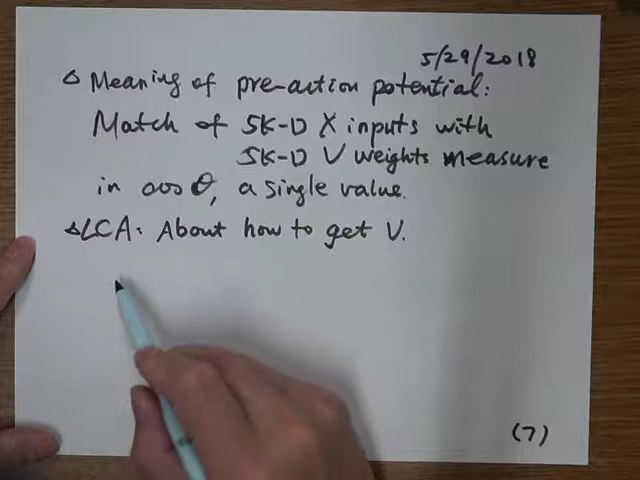 5/29/2018
△ Meaning of pre-action potential:
Match of 5K-D X inputs with
5K-D V weights measure
in cos θ, a single value.
△ LCA: About how to get V.
(7)